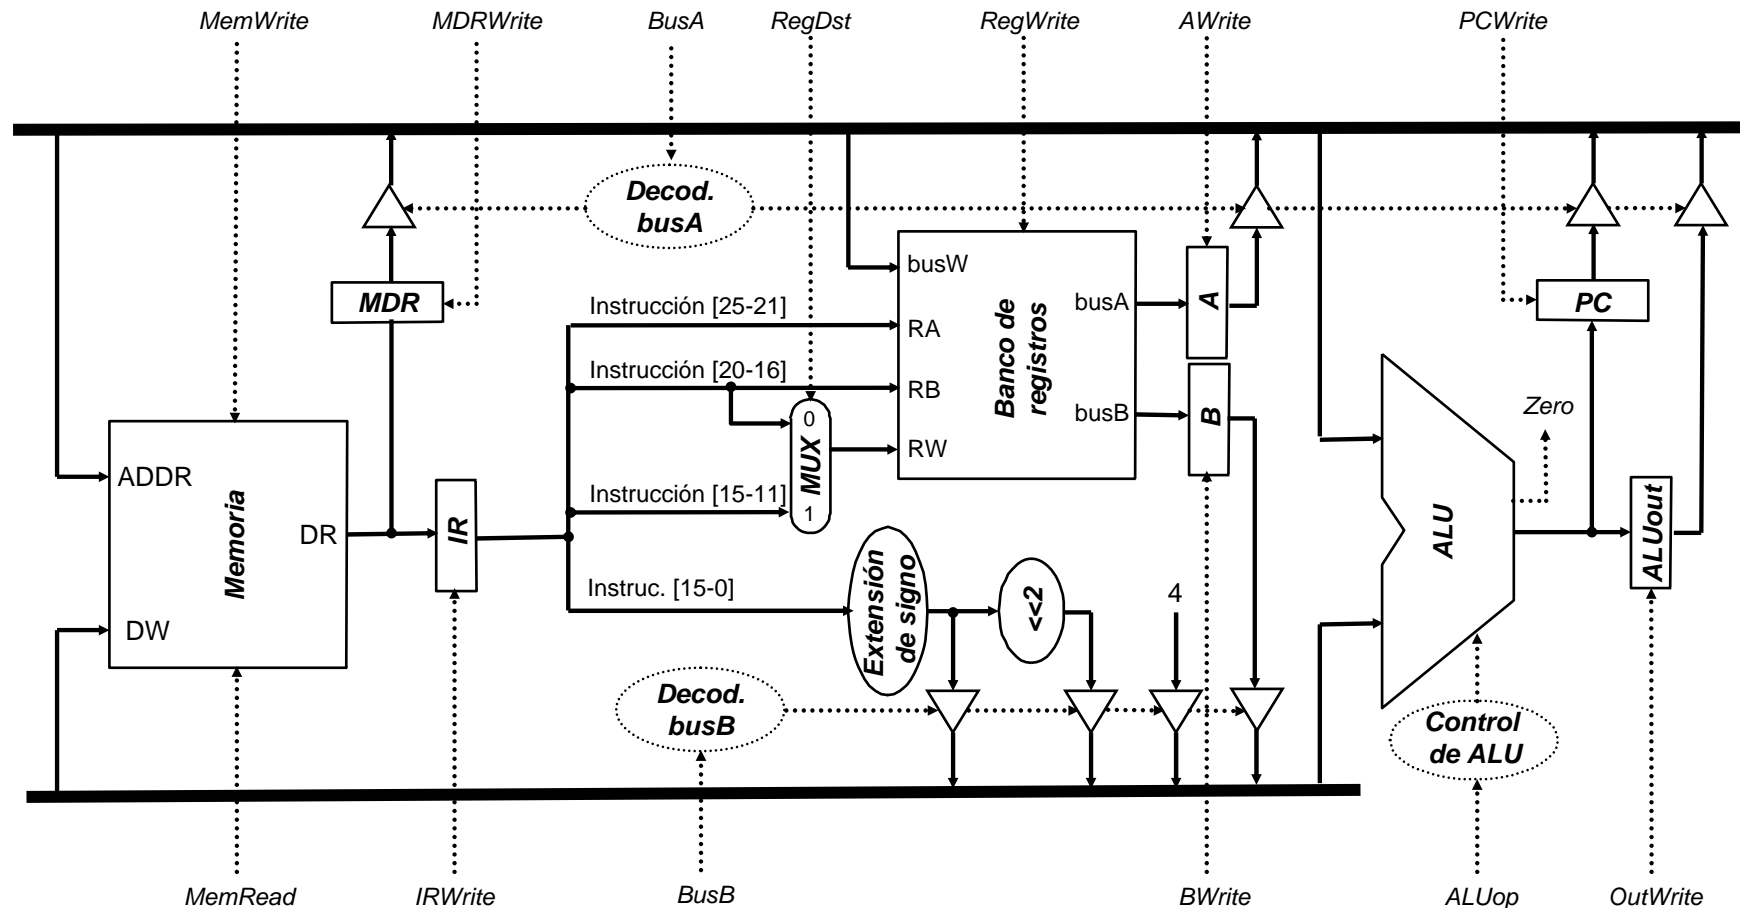 MemWrite
MDRWrite
BusA
RegDst
RegWrite
AWrite
PCWrite
Decod.
busA
MDR
Instrucción [25-21]
Instrucción [20-16]
Instrucción [15-11]
Instruc. [15-0]
busW
RA
RB
RW
busA
busB
Banco de
registros
A
B
PC
Zero
0
MUX
1
ADDR
Memoria
DR
DW
IR
ALU
ALUout
Extensión
de signo
<<2
4
Decod.
busB
Control
de ALU
MemRead
IRWrite
BusB
BWrite
ALUop
OutWrite